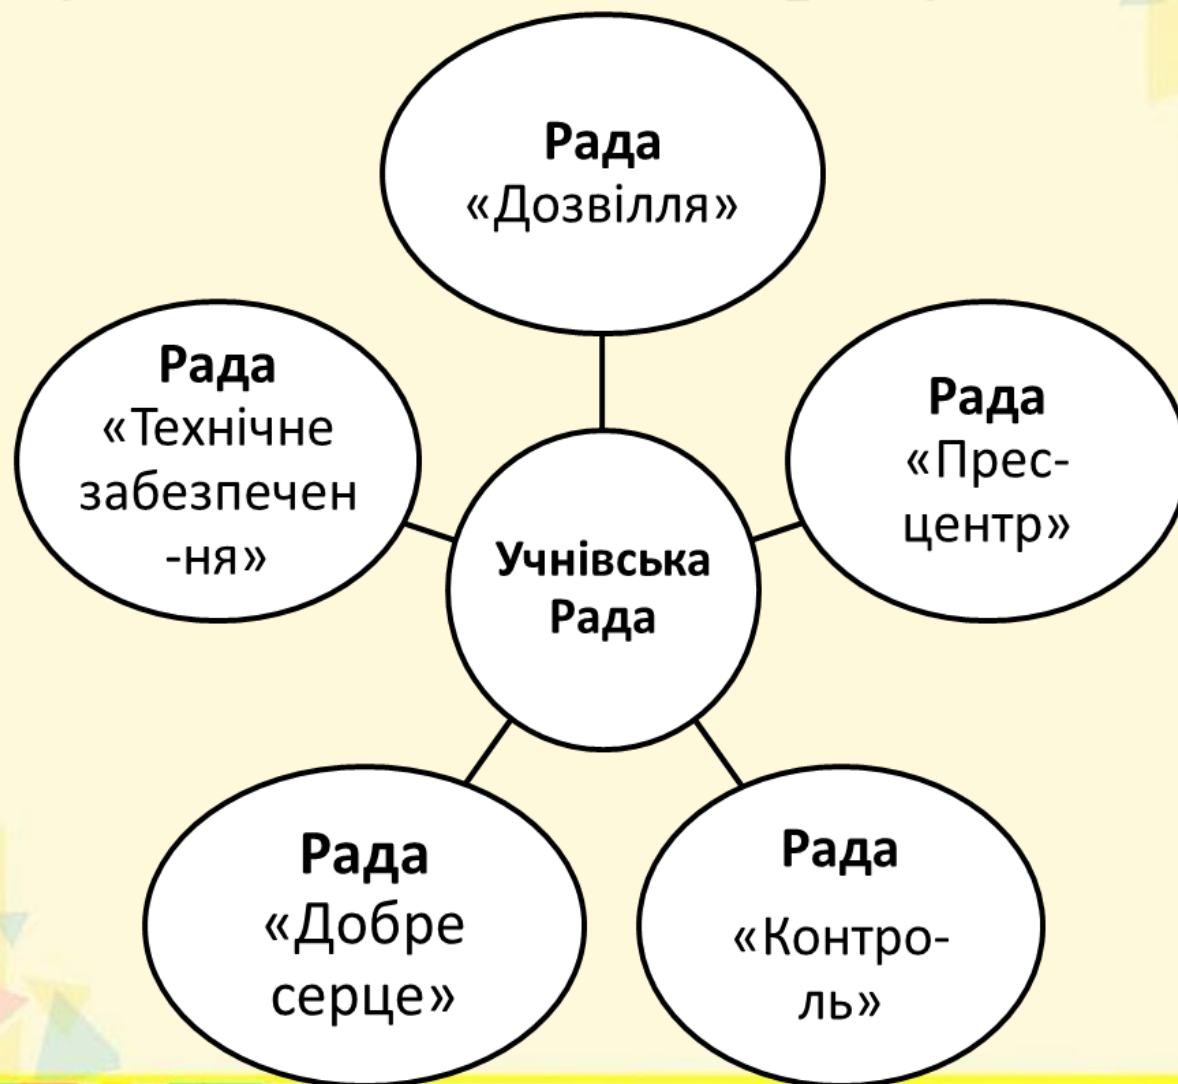 Рада
«Дозвілля»
Рада
«Технічне
забезпечен
-ня»
Рада
«Прес-
центр»
Учнівська
Рада
Рада
«Добре
серце»
Рада
«Контро-
ль»